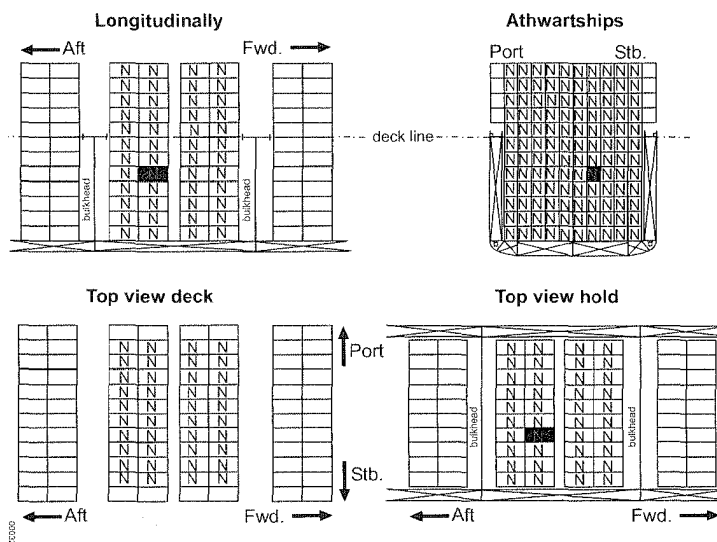 Longitudinally
Athwartships
Aft
Fwd.
Port
Stb.
N N N N
N N N N
N N N N
N N N N
N N N N
deck line
N N N N
N N N N
N N N
N N N N
N N N N
N N N N
N N N N
bulkhead
bulkhead
N N N N N N N N N N
N N N N N N N N N N
N N N N N N N N N N
N N N N N N N N N N
N N N N N N N N N N
N N N N N N N N N N
N N N N N N N N N N
N N N N N N N N N
N N N N N N N N N N
N N N N N N N N N N
N N N N N N N N N N
N N N N N N N N N N
Top view deck
Top view hold
Port
N N N N
N N N N
N N N N
N N N N
N N N N
N N N N
N N N N
N N N N
N N N N
N N N N
Stb.
Aft
Fwd.
N N N N
N N N N
N N N N
N N N N
N N N N
N N N N
N N N
N N N N
N N N N
N N N N
bulkhead
bulkhead
Aft
Fwd.